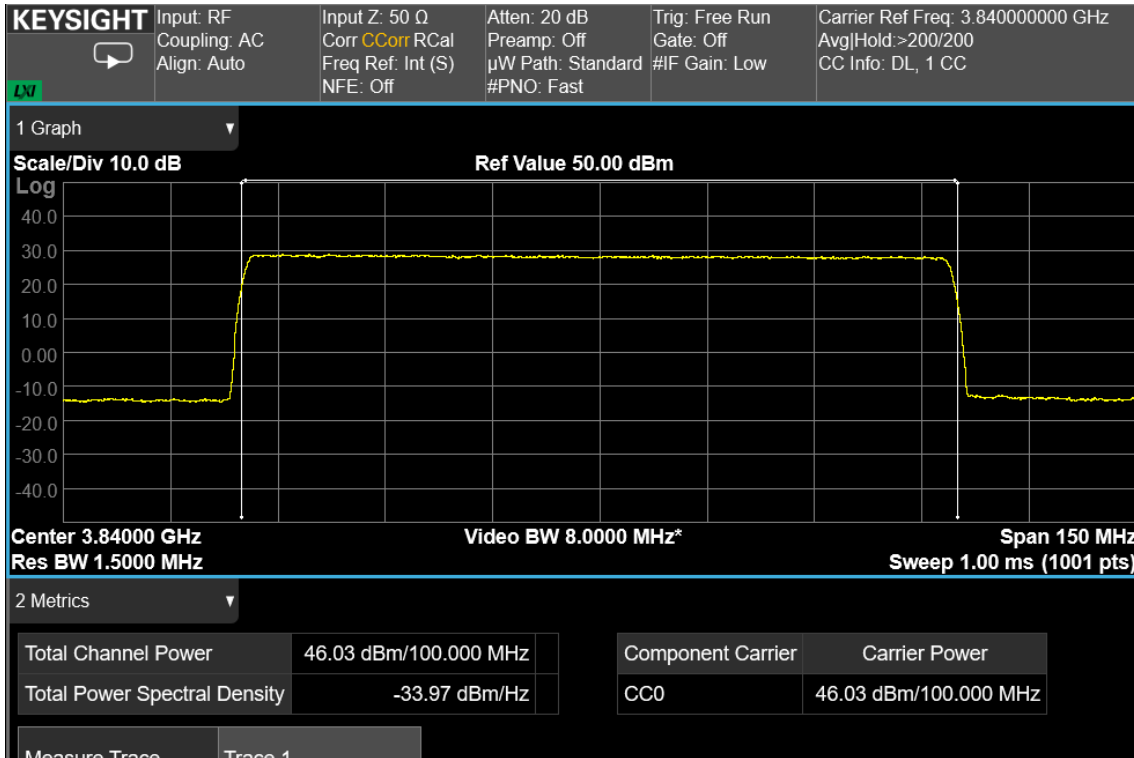 KEYSIGHT
LXI
Input: RF
Coupling: AC
Align: Auto
Input Z: 50 Ω
Corr CCorr RCal
Freq Ref: Int (S)
NFE: Off
Atten: 20 dB
Preamp: Off
µW Path: Standard
#PNO: Fast
Trig: Free Run
Gate: Off
#IF Gain: Low
Carrier Ref Freq: 3.840000000 GHz
Avg|Hold:>200/200
CC Info: DL, 1 CC
1 Graph
Scale/Div 10.0 dB
Ref Value 50.00 dBm
Log
40.0
30.0
20.0
10.0
0.00
-10.0
-20.0
-30.0
-40.0
Center 3.84000 GHz
Video BW 8.0000 MHz*
Span 150 MHz
Res BW 1.5000 MHz
Sweep 1.00 ms (1001 pts)
2 Metrics
Total Channel Power 46.03 dBm/100.000 MHz
Total Power Spectral Density -33.97 dBm/Hz
Component Carrier Carrier Power
CC0 46.03 dBm/100.000 MHz
Measure Trace Trace 1